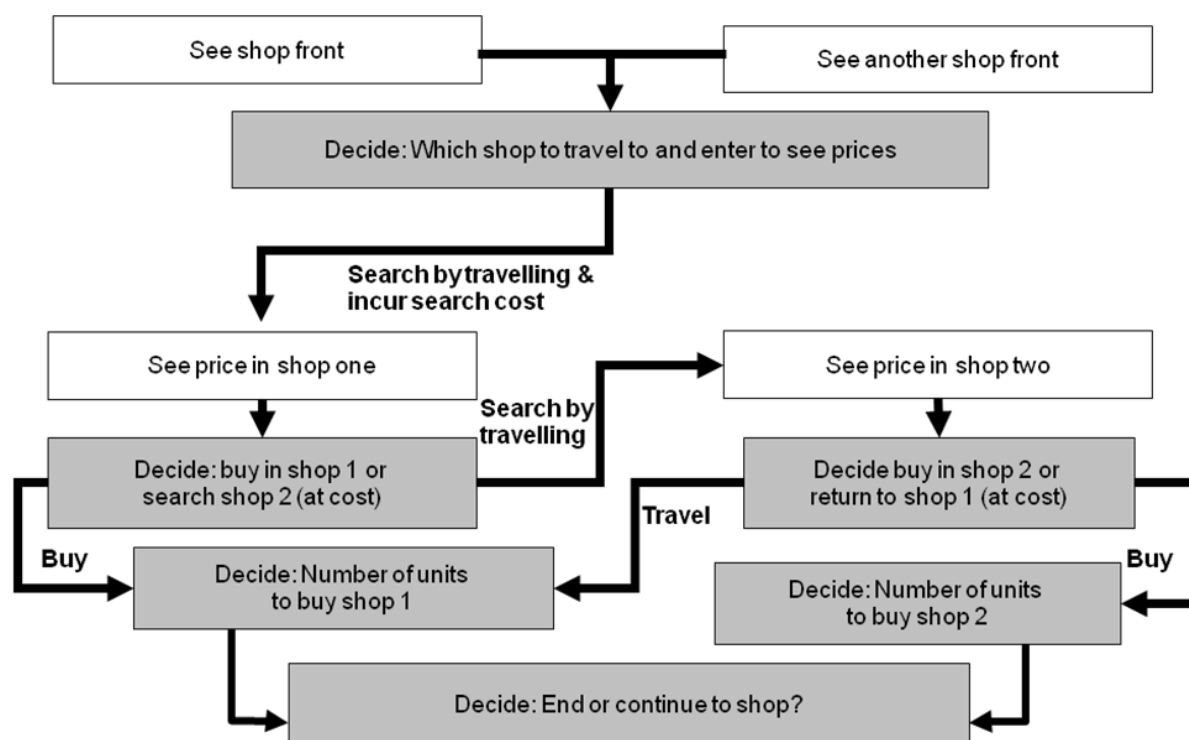 See shop front
See another shop front
Decide: Which shop to travel to and enter to see prices
Search by travelling &
incur search cost
See price in shop one
See price in shop two
Search by
travelling
Decide: buy in shop 1 or
search shop 2 (at cost)
Decide buy in shop 2 or
return to shop 1 (at cost)
Travel
Buy
Buy
Decide: Number of units
to buy shop 1
Decide: Number of units
to buy shop 2
Decide: End or continue to shop?